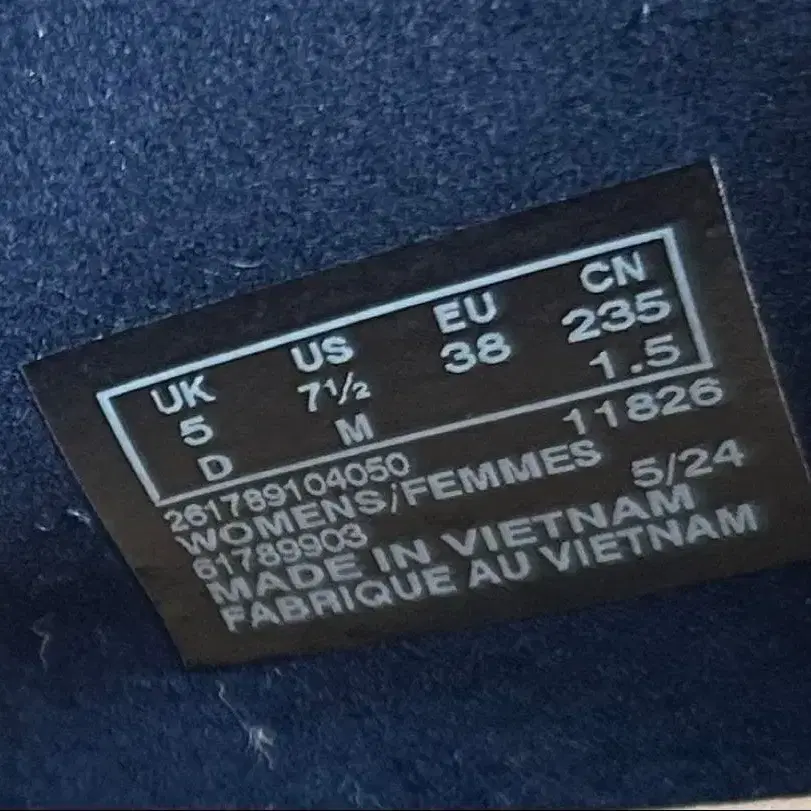 UK US EU CN
5 7½ 38 235
D M 1.5
261789104050 11826
WOMENS/FEMMES
61789903 5/24
MADE IN VIETNAM
FABRIQUE AU VIETNAM